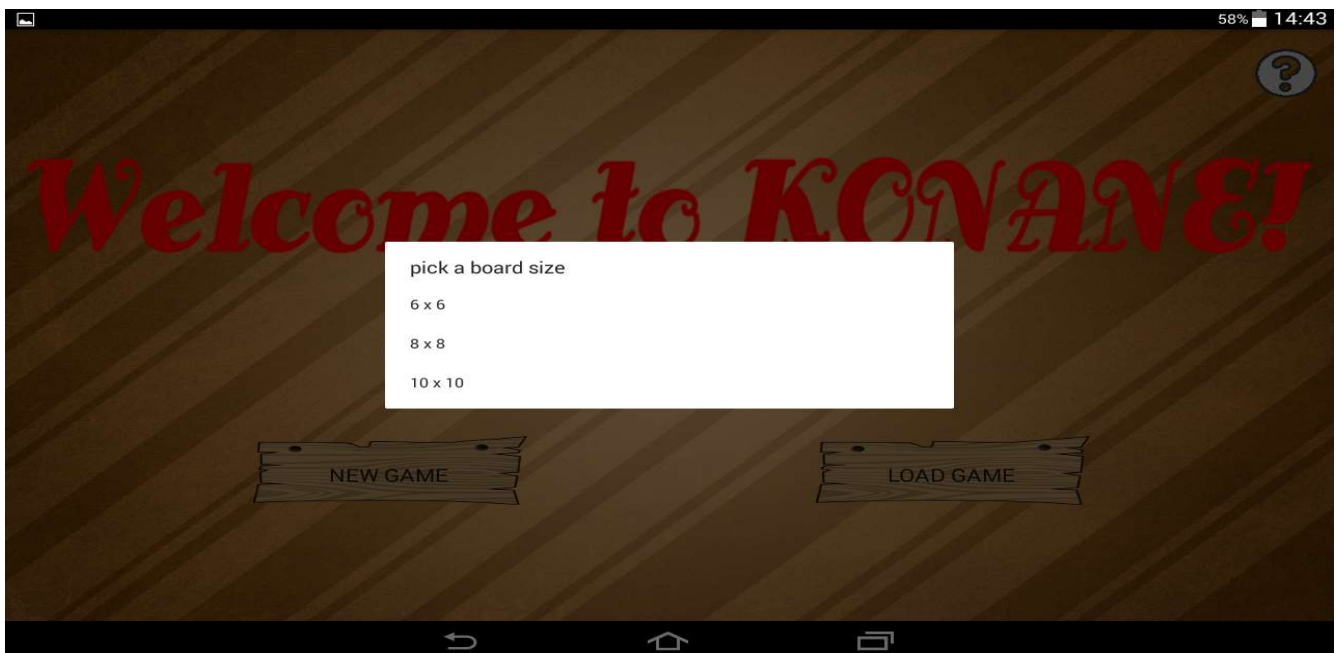 58% 14:43
?
Welcome to KONANE!
pick a board size
6 x 6
8 x 8
10 x 10
NEW GAME
LOAD GAME